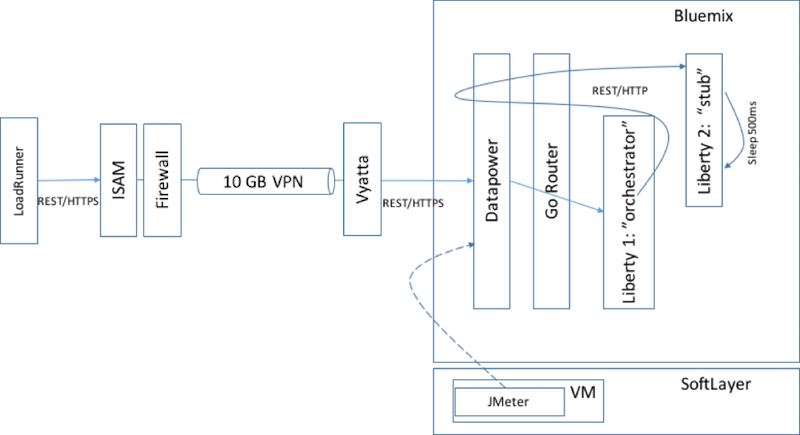 Bluemix
LoadRunner
REST/HTTPS
ISAM
Firewall
10 GB VPN
Vyatta
REST/HTTPS
Datapower
Go Router
REST/HTTP
Liberty 1: ”orchestrator”
Liberty 2: “stub”
Sleep 500ms
SoftLayer
VM
JMeter